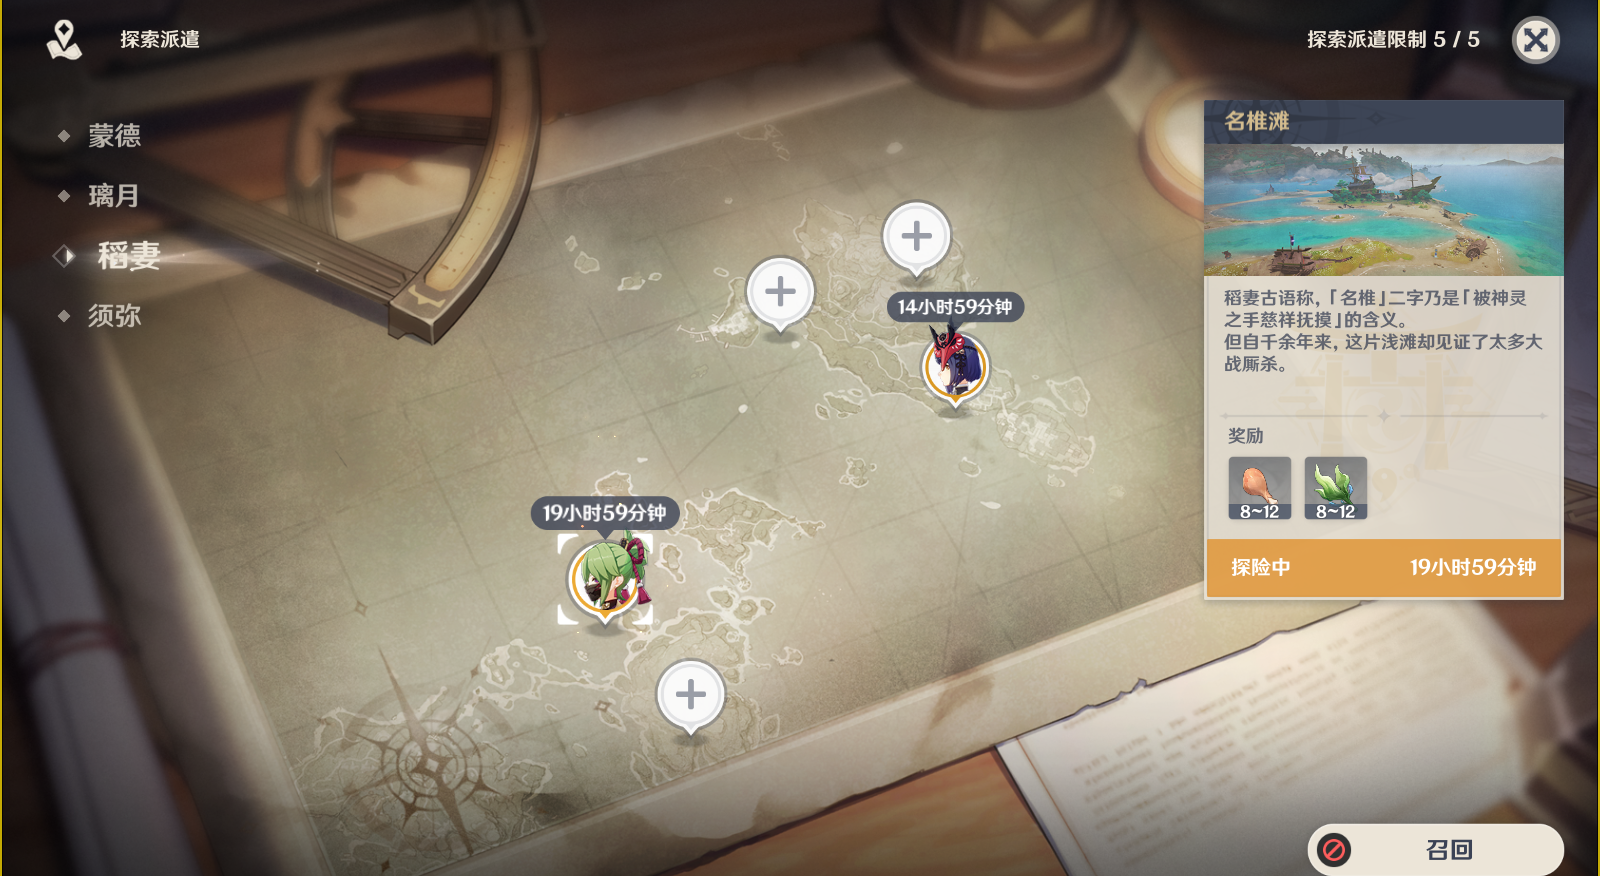 探索派遣
探索派遣限制 5 / 5
蒙德
璃月
稻妻
须弥
14小时59分钟
19小时59分钟
名椎滩
稻妻古语称，「名椎」二字乃是「被神灵
之手慈祥抚摸」的含义。
但自千余年来，这片浅滩却见证了太多大
战厮杀。
奖励
8~12
8~12
探险中
19小时59分钟
召回